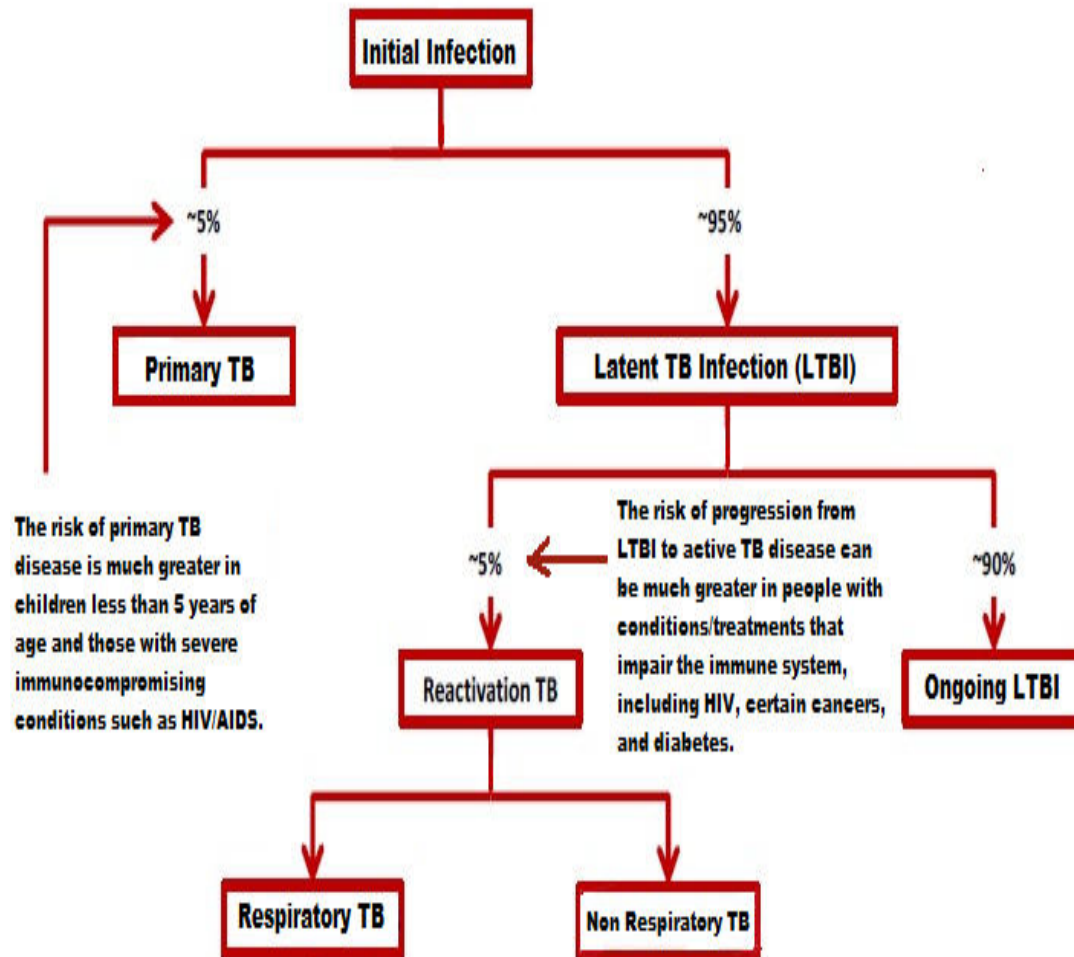 Initial Infection
~5%
~95%
Primary TB
Latent TB Infection (LTBI)
The risk of primary TB
disease is much greater in
children less than 5 years of
age and those with severe
immunocompromising
conditions such as HIV/AIDS.
~5%
The risk of progression from
LTBI to active TB disease can
be much greater in people with
conditions/treatments that
impair the immune system,
including HIV, certain cancers,
and diabetes.
~90%
Reactivation TB
Ongoing LTBI
Respiratory TB
Non Respiratory TB